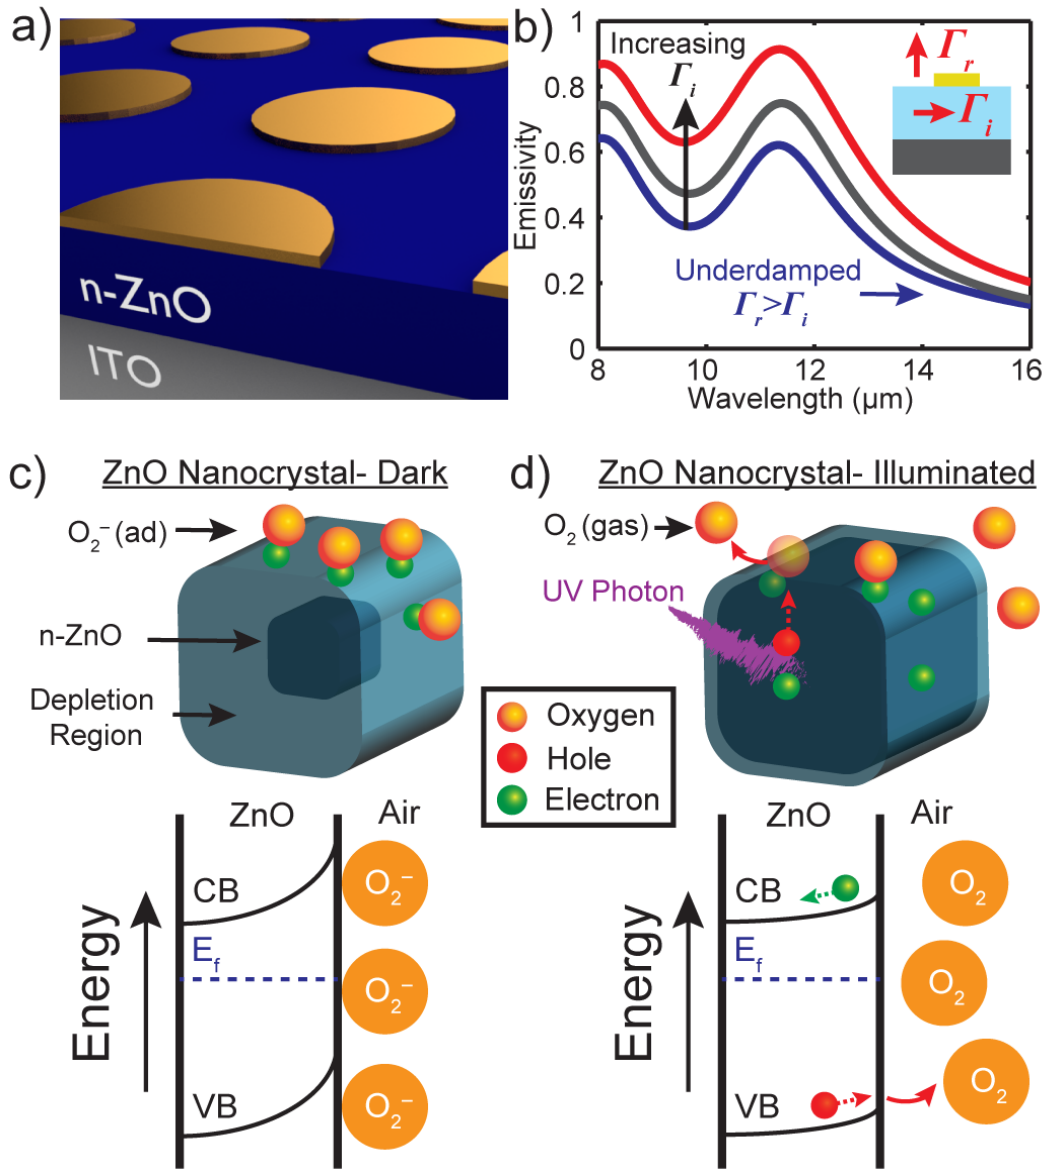 a)
n-ZnO
ITO
b)
1
0.8
0.6
0.4
0.2
0
8
10
12
14
16
Emissivity
Wavelength (µm)
Increasing
Γi
Γr
Γi
Underdamped
Γr>Γi
c)
ZnO Nanocrystal- Dark
O2⁻ (ad)
n-ZnO
Depletion
Region
ZnO
Air
CB
Ef
VB
Energy
O2⁻
O2⁻
O2⁻
d)
ZnO Nanocrystal- Illuminated
O2 (gas)
UV Photon
Oxygen
Hole
Electron
ZnO
Air
CB
Ef
VB
Energy
O2
O2
O2